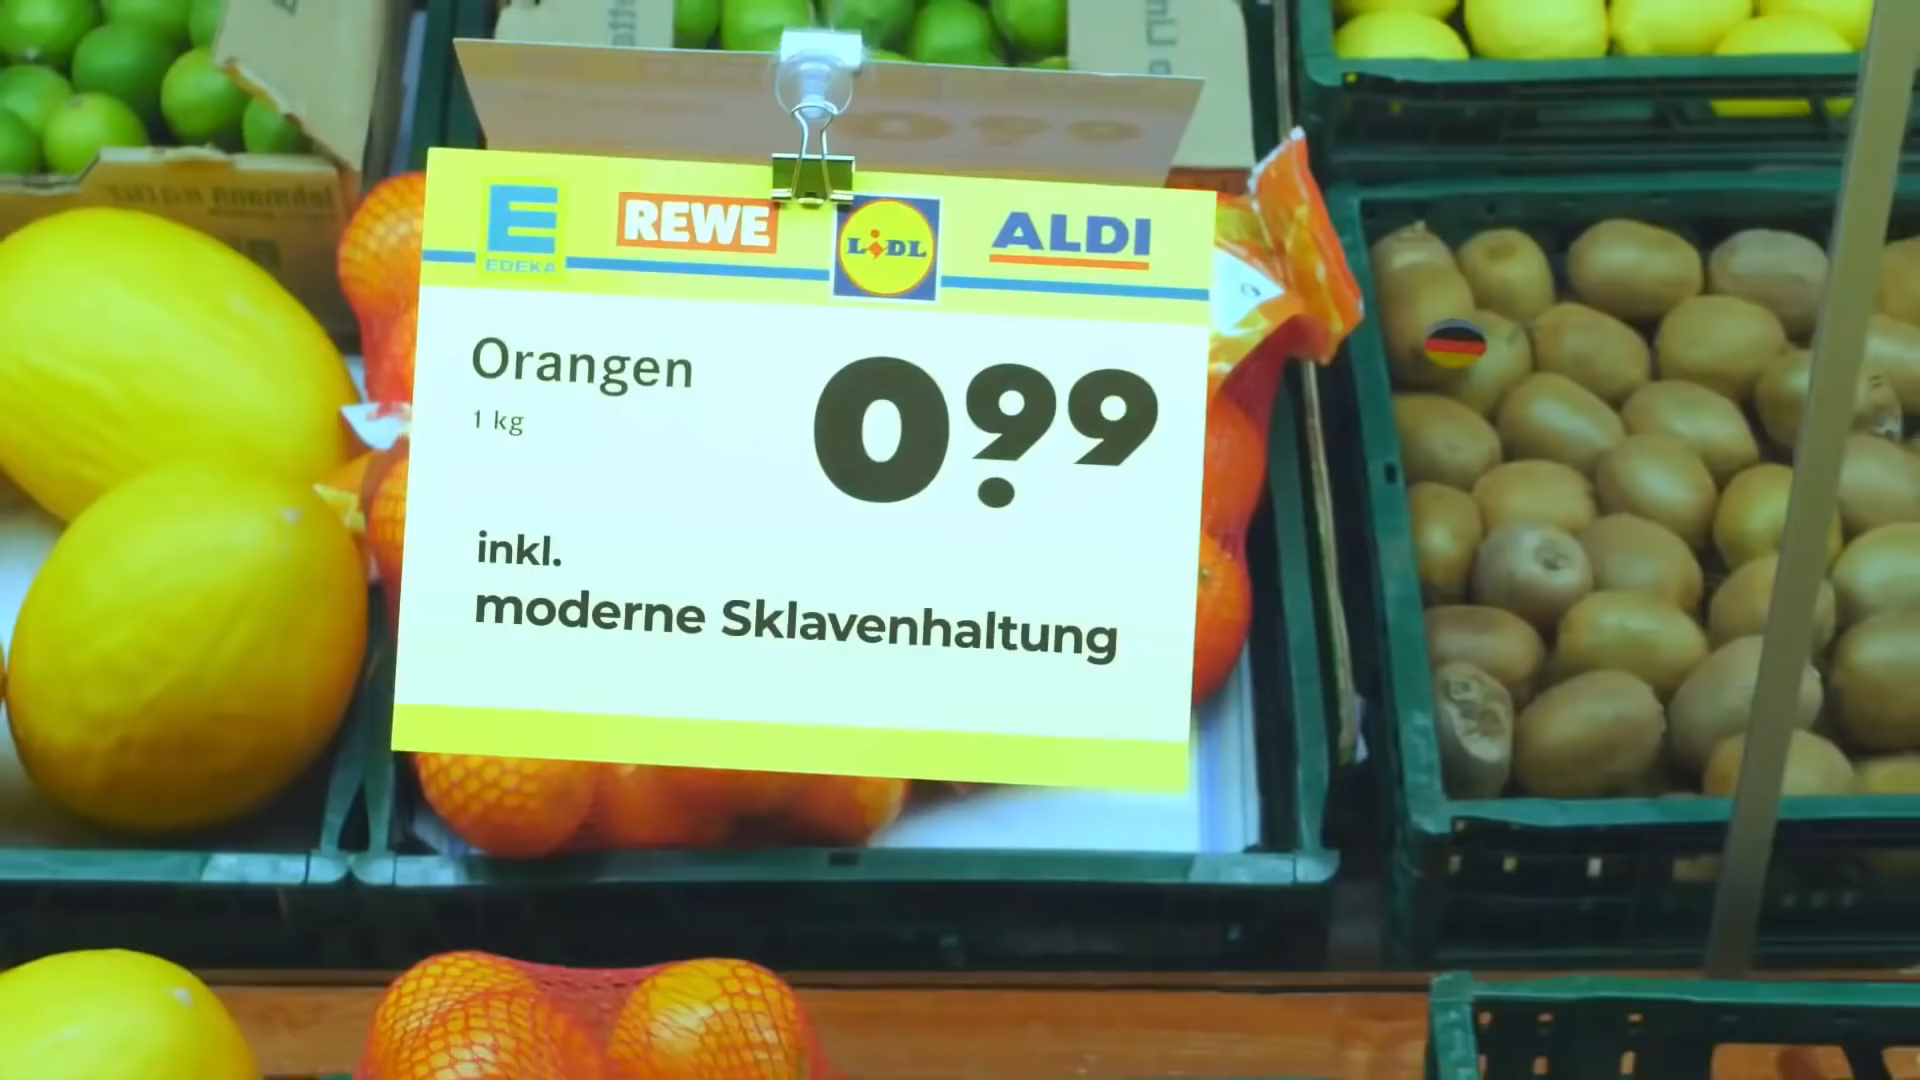 EDEKA
REWE
LIDL
ALDI
Orangen
1 kg
0.99
inkl.
moderne Sklavenhaltung